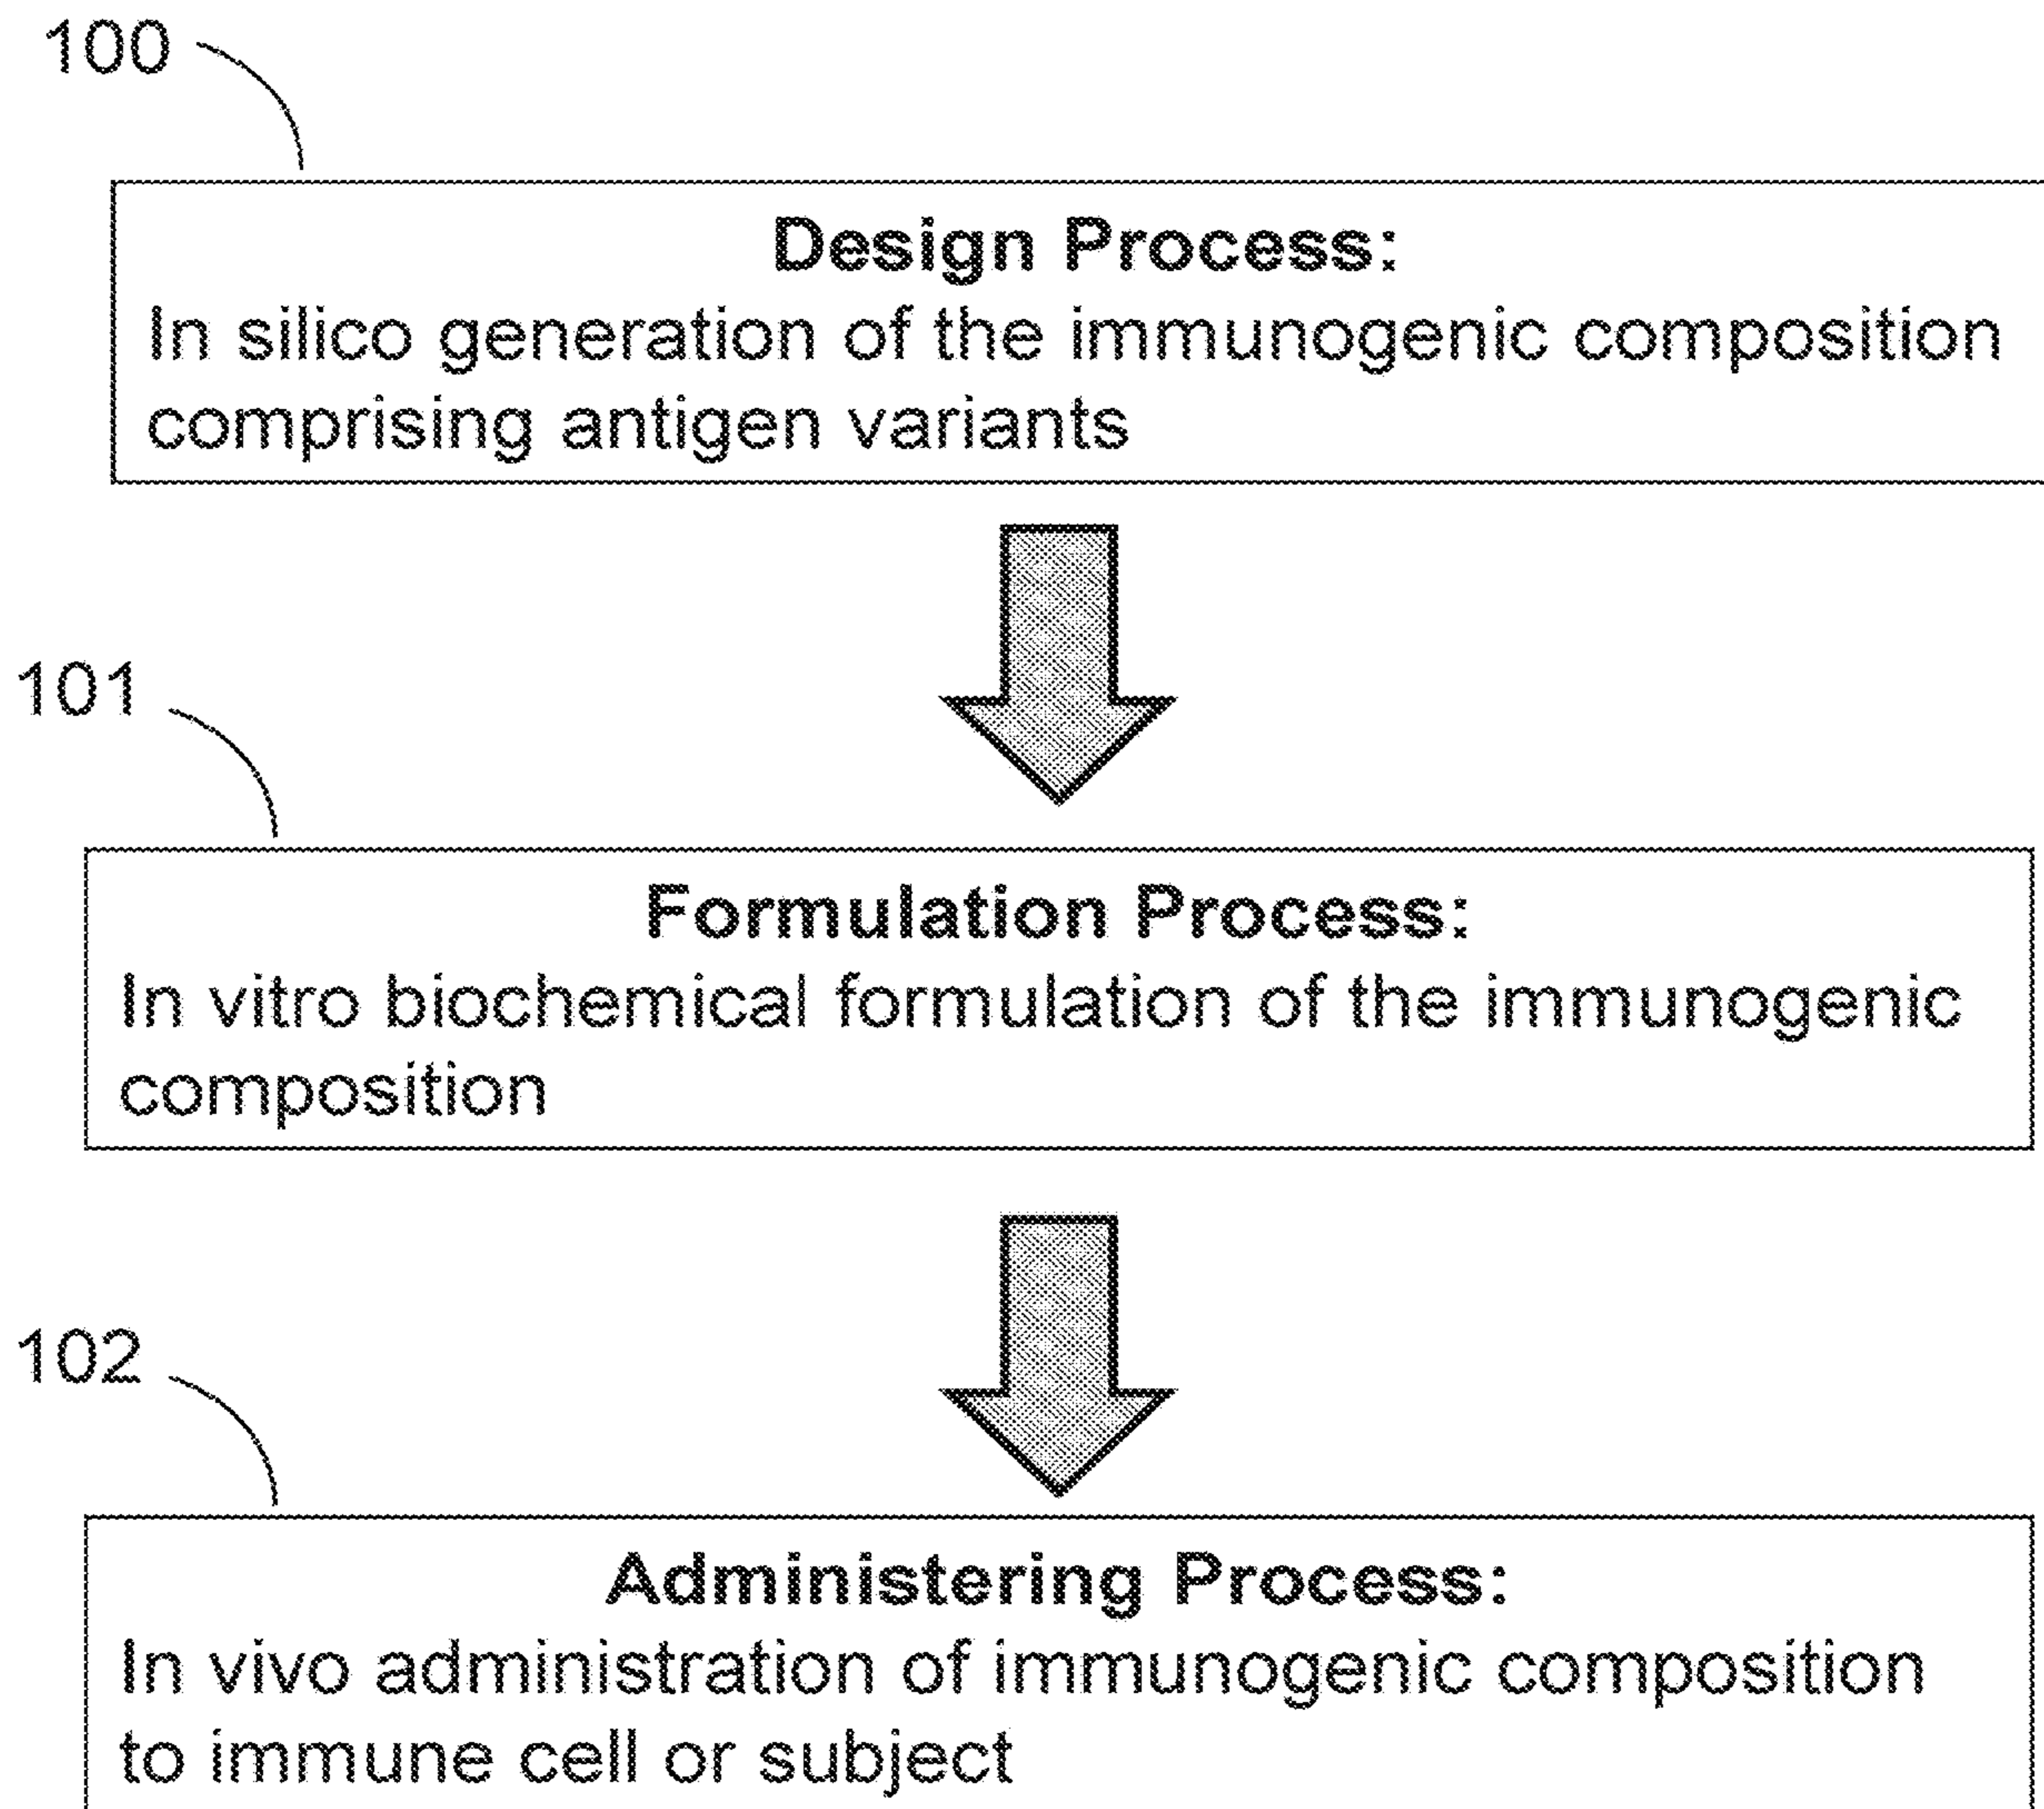 100
Design Process:
In silico generation of the immunogenic composition
comprising antigen variants
101
Formulation Process:
In vitro biochemical formulation of the immunogenic
composition
102
Administering Process:
In vivo administration of immunogenic composition
to immune cell or subject